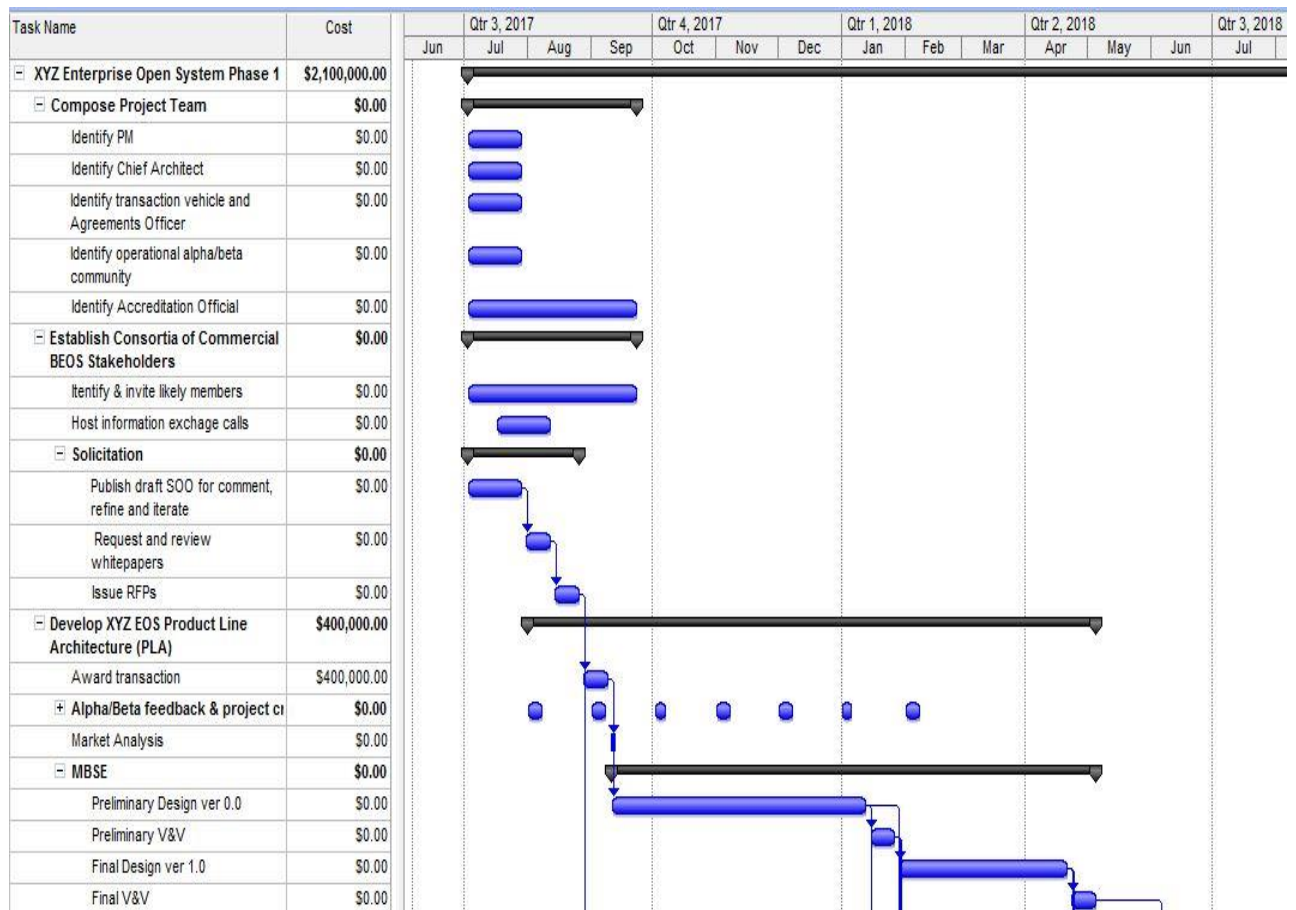 Task Name Cost Qtr 3, 2017 Qtr 4, 2017 Qtr 1, 2018 Qtr 2, 2018 Qtr 3, 2018
Jun Jul Aug Sep Oct Nov Dec Jan Feb Mar Apr May Jun Jul
XYZ Enterprise Open System Phase 1 $2,100,000.00
Compose Project Team $0.00
Identify PM $0.00
Identify Chief Architect $0.00
Identify transaction vehicle and $0.00
Agreements Officer
Identify operational alpha/beta $0.00
community
Identify Accreditation Official $0.00
Establish Consortia of Commercial $0.00
BEOS Stakeholders
Itentify & invite likely members $0.00
Host information exchage calls $0.00
Solicitation $0.00
Publish draft SOO for comment, $0.00
refine and iterate
Request and review $0.00
whitepapers
Issue RFPs $0.00
Develop XYZ EOS Product Line $400,000.00
Architecture (PLA)
Award transaction $400,000.00
Alpha/Beta feedback & project cr $0.00
Market Analysis $0.00
MBSE $0.00
Preliminary Design ver 0.0 $0.00
Preliminary V&V $0.00
Final Design ver 1.0 $0.00
Final V&V $0.00